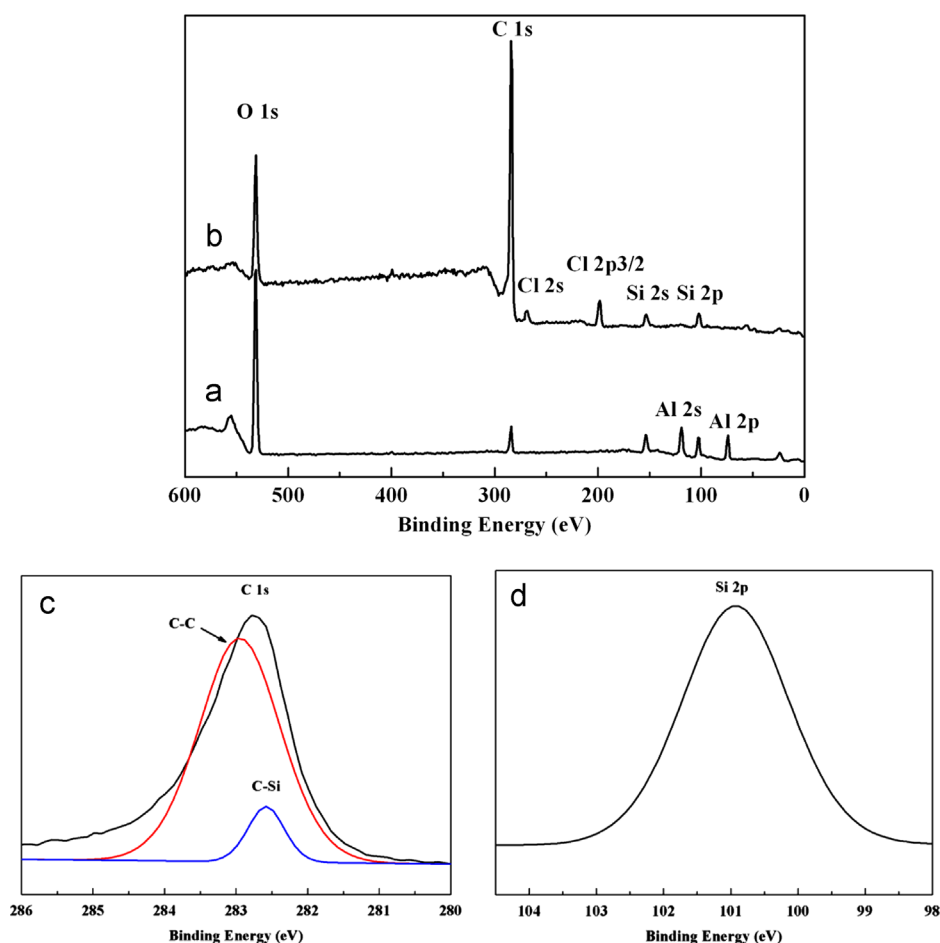 C 1s
O 1s
b
Cl 2s
Cl 2p3/2
Si 2s
Si 2p
a
Al 2s
Al 2p
600 500 400 300 200 100 0
Binding Energy (eV)
c
C 1s
C-C
C-Si
286 285 284 283 282 281 280
Binding Energy (eV)
d
Si 2p
104 103 102 101 100 99 98
Binding Energy (eV)